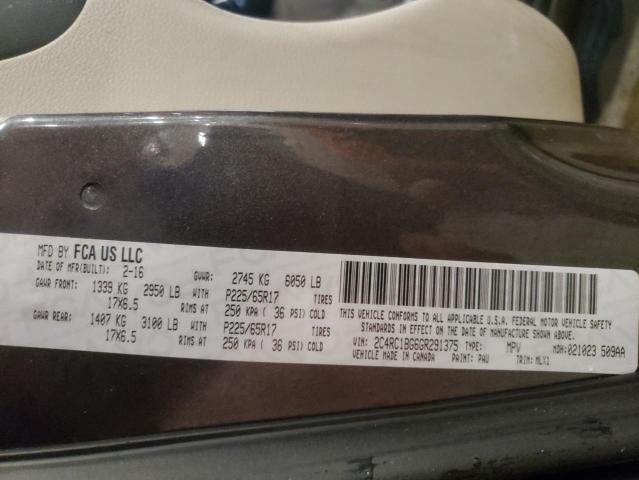 MFD BY FCA US LLC
DATE OF MFR(BUILT): 2-16 GVWR: 2745 KG 6050 LB
GAWR FRONT: 1339 KG 2950 LB WITH P225/65R17 TIRES
17X6.5 RIMS AT 250 KPA ( 36 PSI) COLD
GAWR REAR: 1407 KG 3100 LB WITH P225/65R17 TIRES
17X6.5 RIMS AT 250 KPA ( 36 PSI) COLD
THIS VEHICLE CONFORMS TO ALL APPLICABLE U.S.A. FEDERAL MOTOR VEHICLE SAFETY
STANDARDS IN EFFECT ON THE DATE OF MANUFACTURE SHOWN ABOVE.
VIN: 2C4RC1BG6GR291375 TYPE: MPV MDH:021023 509AA
VEHICLE MADE IN CANADA PAINT: PAU TRIM: MLX1